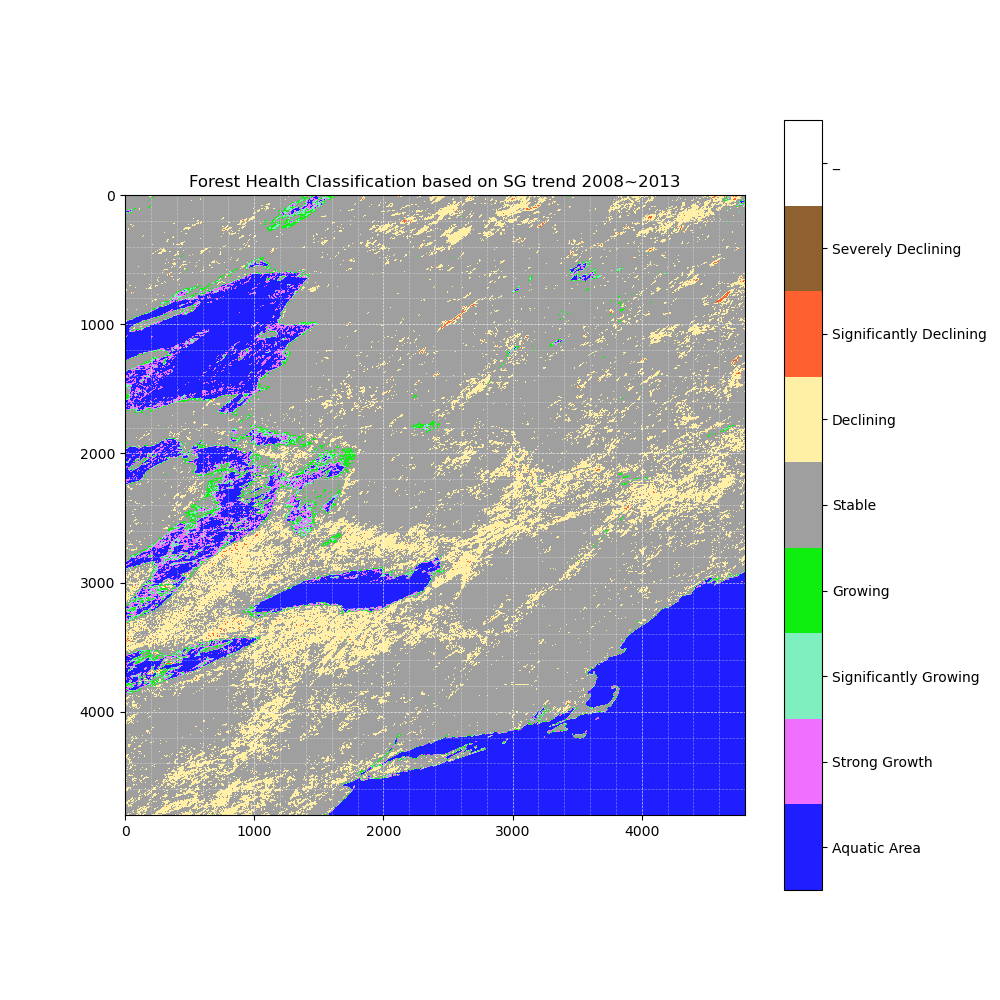 Forest Health Classification based on SG trend 2008~2013
0
1000
2000
3000
4000
0
1000
2000
3000
4000
_
Severely Declining
Significantly Declining
Declining
Stable
Growing
Significantly Growing
Strong Growth
Aquatic Area